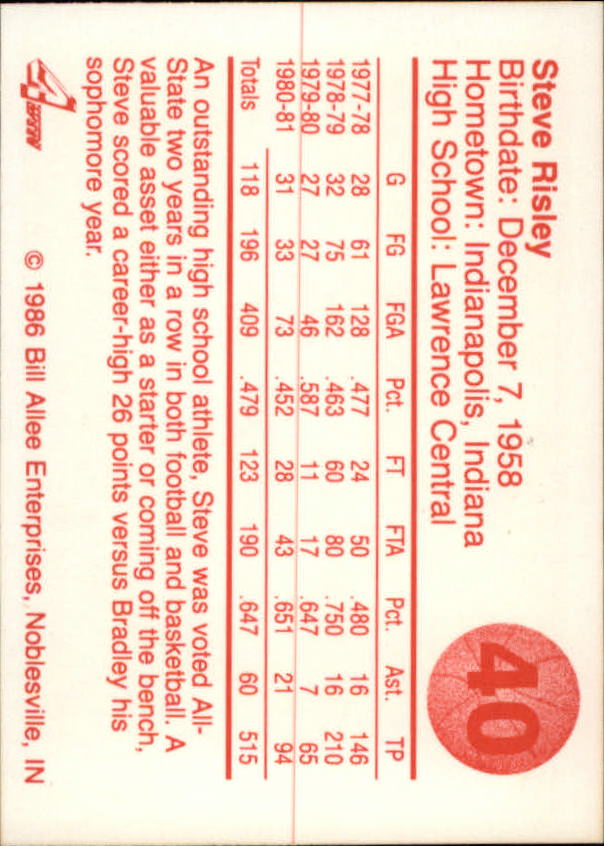 Steve Risley
Birthdate: December 7, 1958
Hometown: Indianapolis, Indiana
High School: Lawrence Central
40
G FG FGA Pct. FT FTA Pct. Ast. TP
1977-78 28 61 128 .477 24 50 .480 16 146
1978-79 32 75 162 .463 60 80 .750 16 210
1979-80 27 27 46 .587 11 17 .647 7 65
1980-81 31 33 73 .452 28 43 .651 21 94
Totals 118 196 409 .479 123 190 .647 60 515
An outstanding high school athlete, Steve was voted All-
State two years in a row in both football and basketball. A
valuable asset either as a starter or coming off the bench,
Steve scored a career-high 26 points versus Bradley his
sophomore year.
© 1986 Bill Allee Enterprises, Noblesville, IN